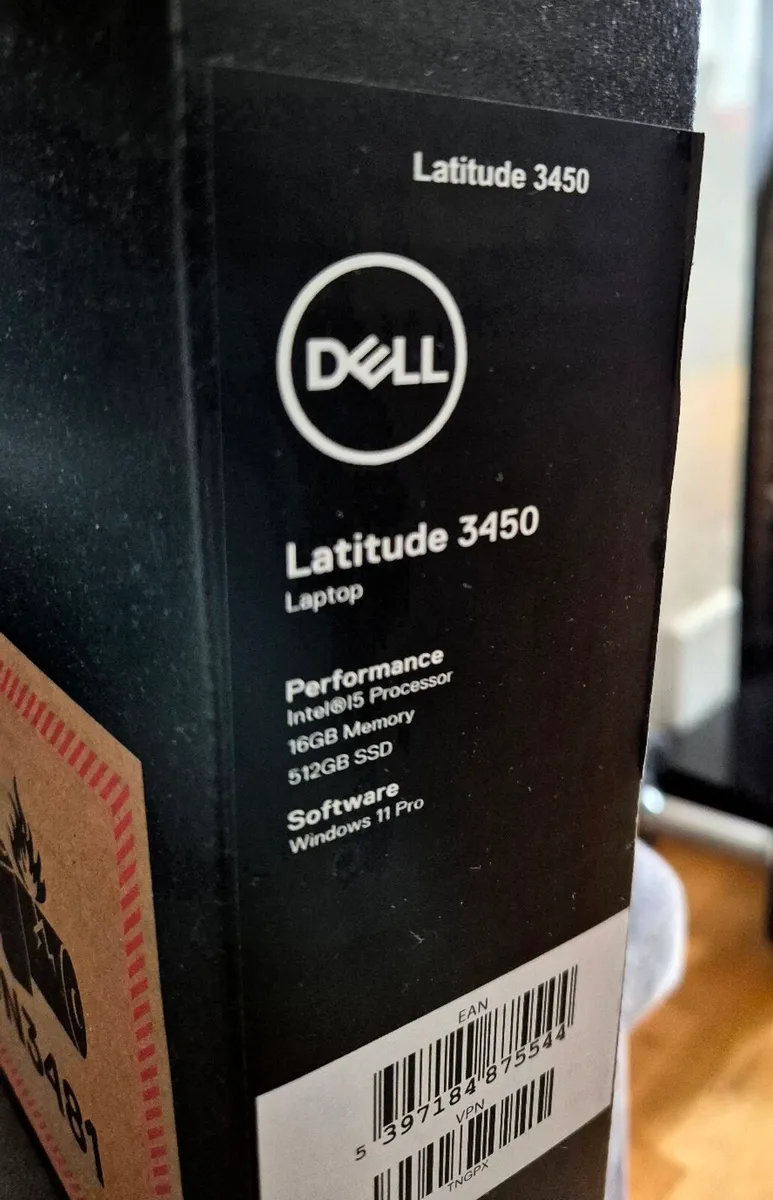 Latitude 3450
DELL
Latitude 3450
Laptop
Performance
Intel®I5 Processor
16GB Memory
512GB SSD
Software
Windows 11 Pro
EAN
5 397184 875544
VPN
TNGPX
N3481